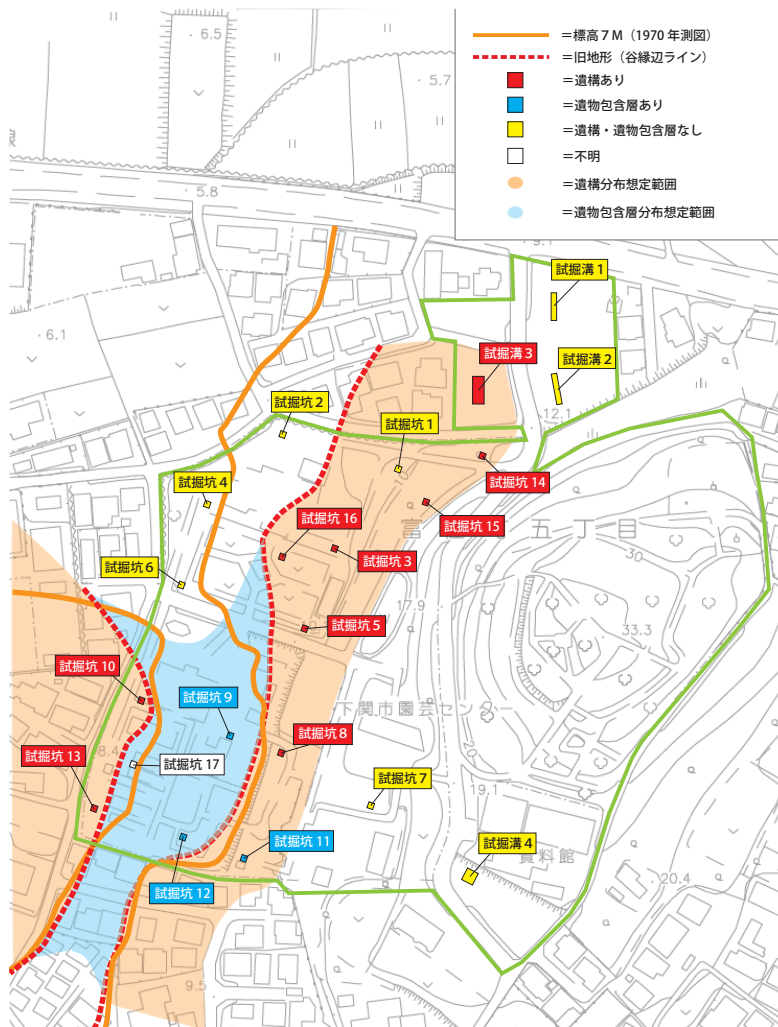 ＝標高７Ｍ（1970 年測図）
＝旧地形（谷縁辺ライン）
＝遺構あり
＝遺物包含層あり
＝遺構・遺物包含層なし
＝不明
＝遺構分布想定範囲
＝遺物包含層分布想定範囲
6.5
5.7
線
5.8
9.1
試掘溝 1
6.1
試掘溝 3
試掘溝 2
12.1
試掘坑 2
試掘坑 1
10
試掘坑 14
試掘坑 4
試掘坑 15
試掘坑 16
富
五丁目
試掘坑 3
30
試掘坑 6
17.9
試掘坑 5
33.3
試掘坑 10
試掘坑 9
下関市園芸センター
8.4
試掘坑 8
20
試掘坑 13
試掘坑 17
試掘坑 7
19.1
試掘坑 11
試掘溝 4
資料館
試掘坑 12
20.4
9.5